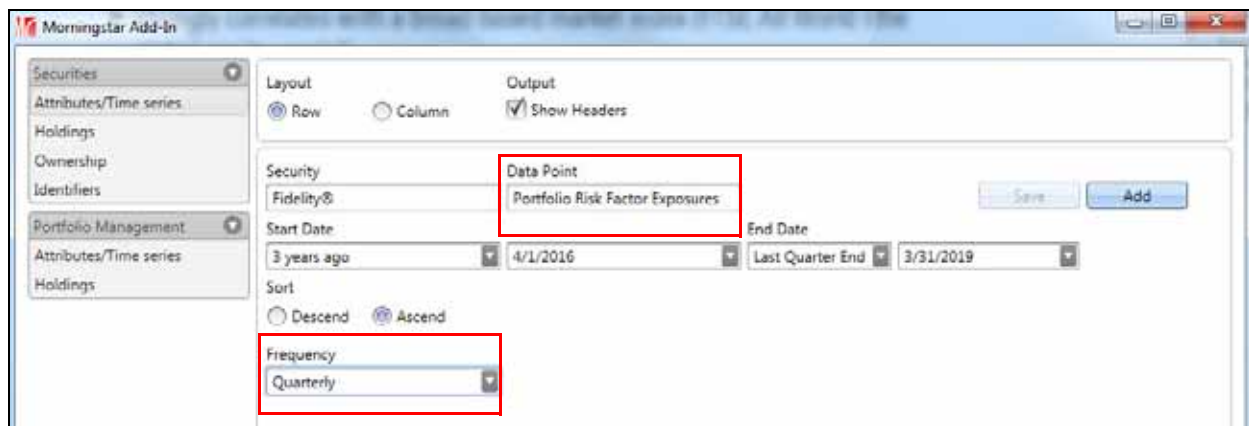 Morningstar Add-In
Securities
Attributes/Time series
Holdings
Ownership
Identifiers
Portfolio Management
Attributes/Time series
Holdings
Layout
Row
Column
Output
Show Headers
Security
Fidelity®
Data Point
Portfolio Risk Factor Exposures
Save
Add
Start Date
3 years ago
4/1/2016
End Date
Last Quarter End
3/31/2019
Sort
Descend
Ascend
Frequency
Quarterly